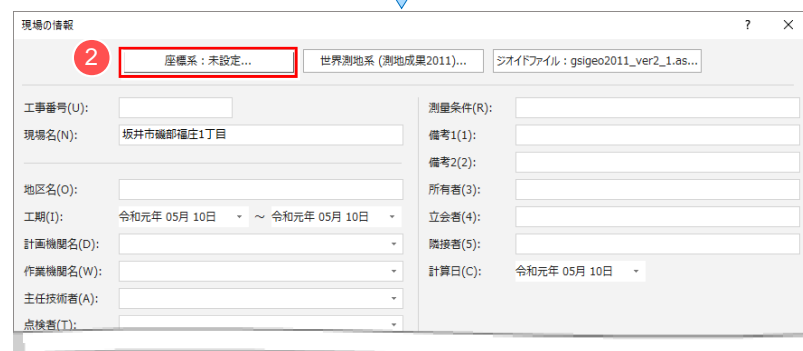 現場の情報 ? ×
2 座標系：未設定... 世界測地系 (測地成果2011)... ジオイドファイル：gsigeo2011_ver2_1.as...
工事番号(U):
現場名(N): 坂井市磯部福庄1丁目
地区名(O):
工期(I): 令和元年 05月 10日 ～ 令和元年 05月 10日
計画機関名(D):
作業機関名(W):
主任技術者(A):
点検者(T):
測量条件(R):
備考1(1):
備考2(2):
所有者(3):
立会者(4):
隣接者(5):
計算日(C): 令和元年 05月 10日